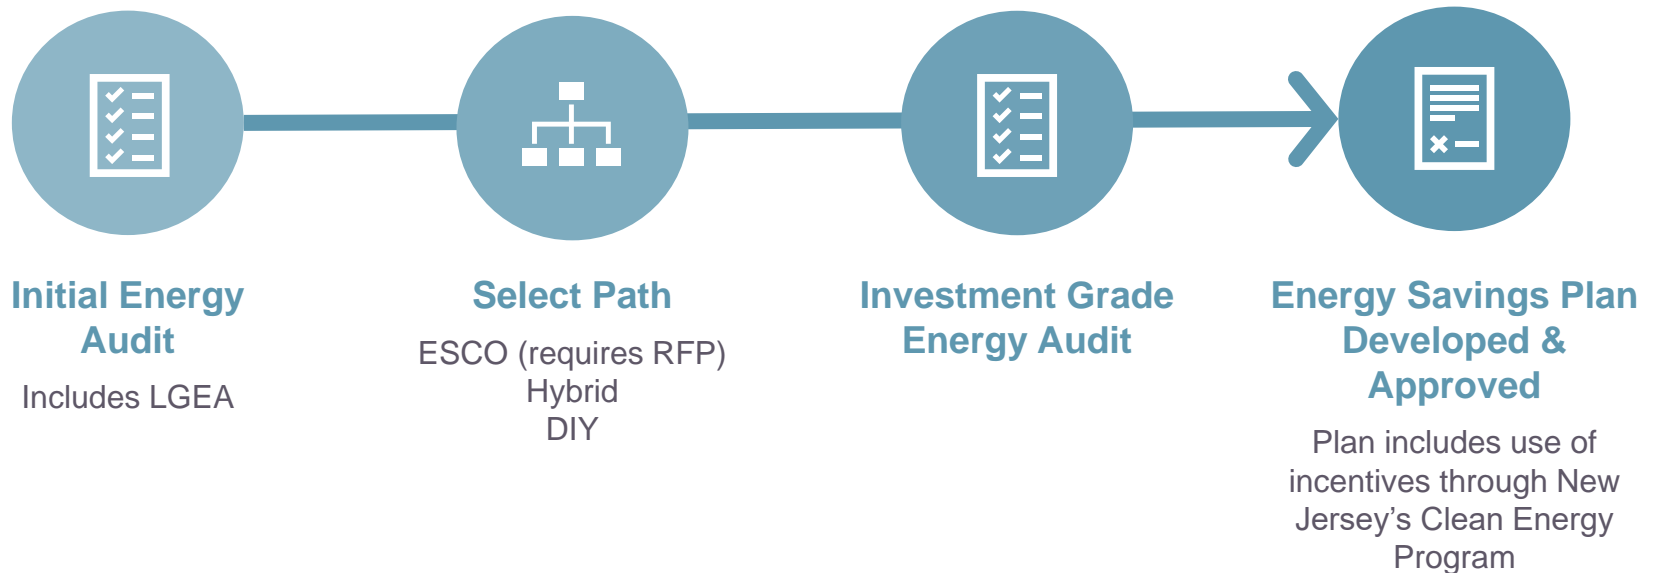 Initial Energy
Audit
Includes LGEA
Select Path
ESCO (requires RFP)
Hybrid
DIY
Investment Grade
Energy Audit
Energy Savings Plan
Developed &
Approved
Plan includes use of
incentives through New
Jersey’s Clean Energy
Program